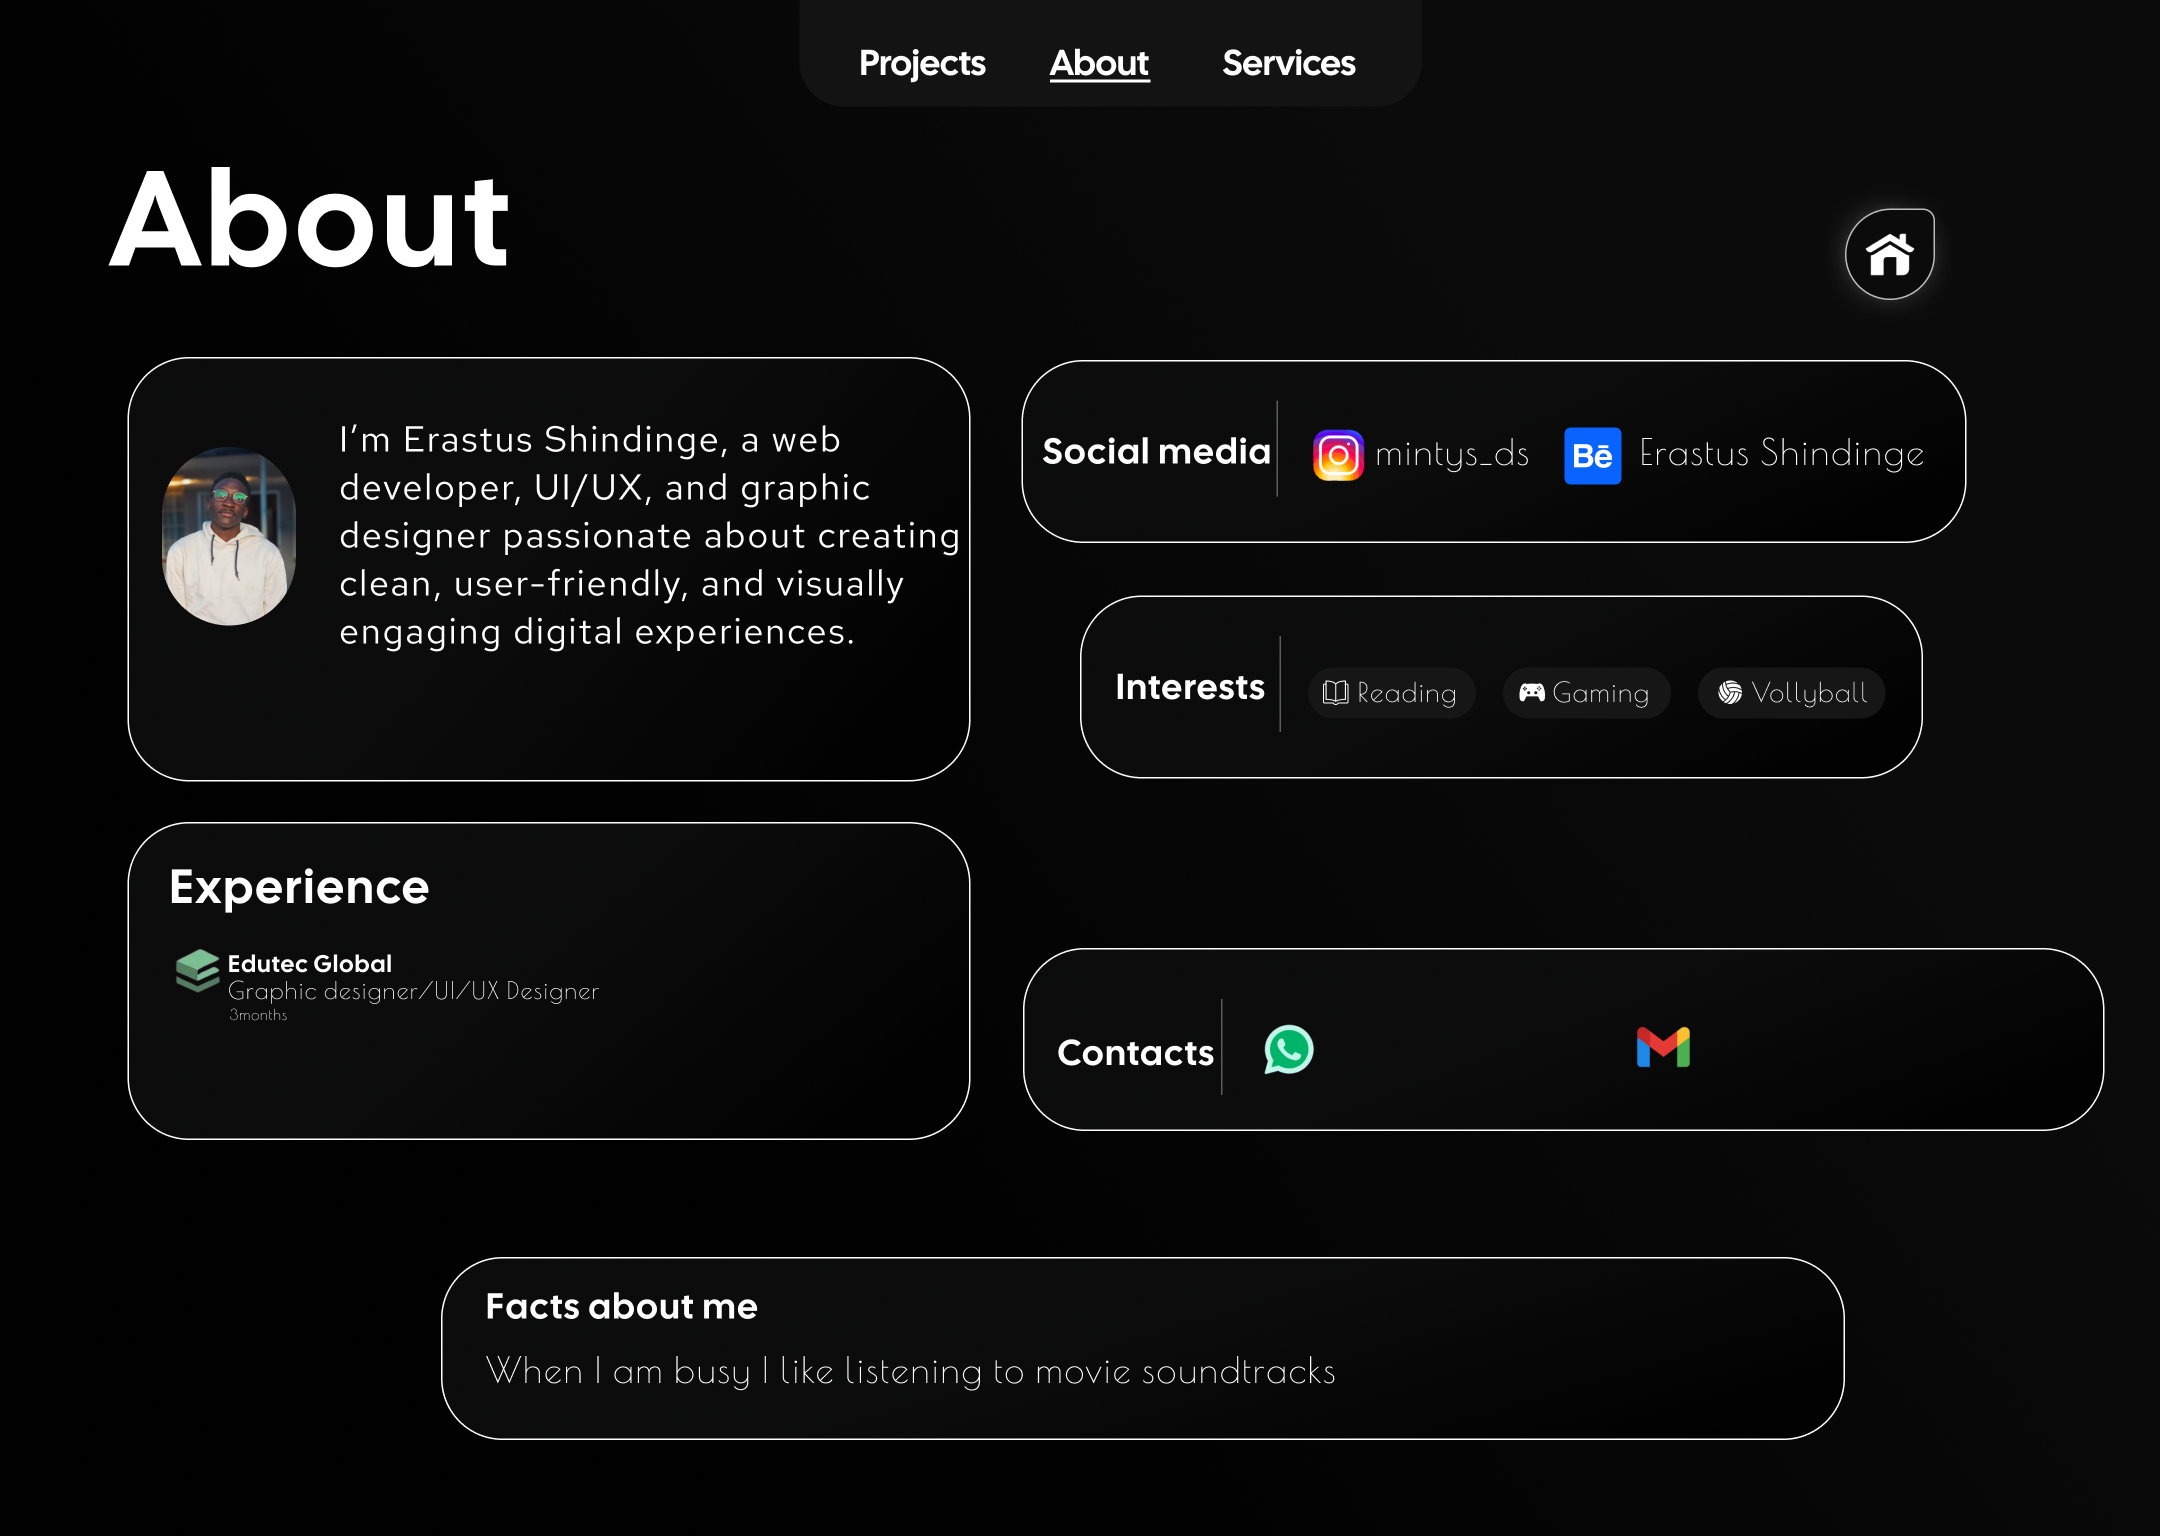 Projects About Services
About
I’m Erastus Shindinge, a web
developer, UI/UX, and graphic
designer passionate about creating
clean, user-friendly, and visually
engaging digital experiences.
Social media mintys_ds Bē Erastus Shindinge
Interests Reading Gaming Vollyball
Experience
Edutec Global
Graphic designer/UI/UX Designer
3months
Contacts
Facts about me
When I am busy I like listening to movie soundtracks